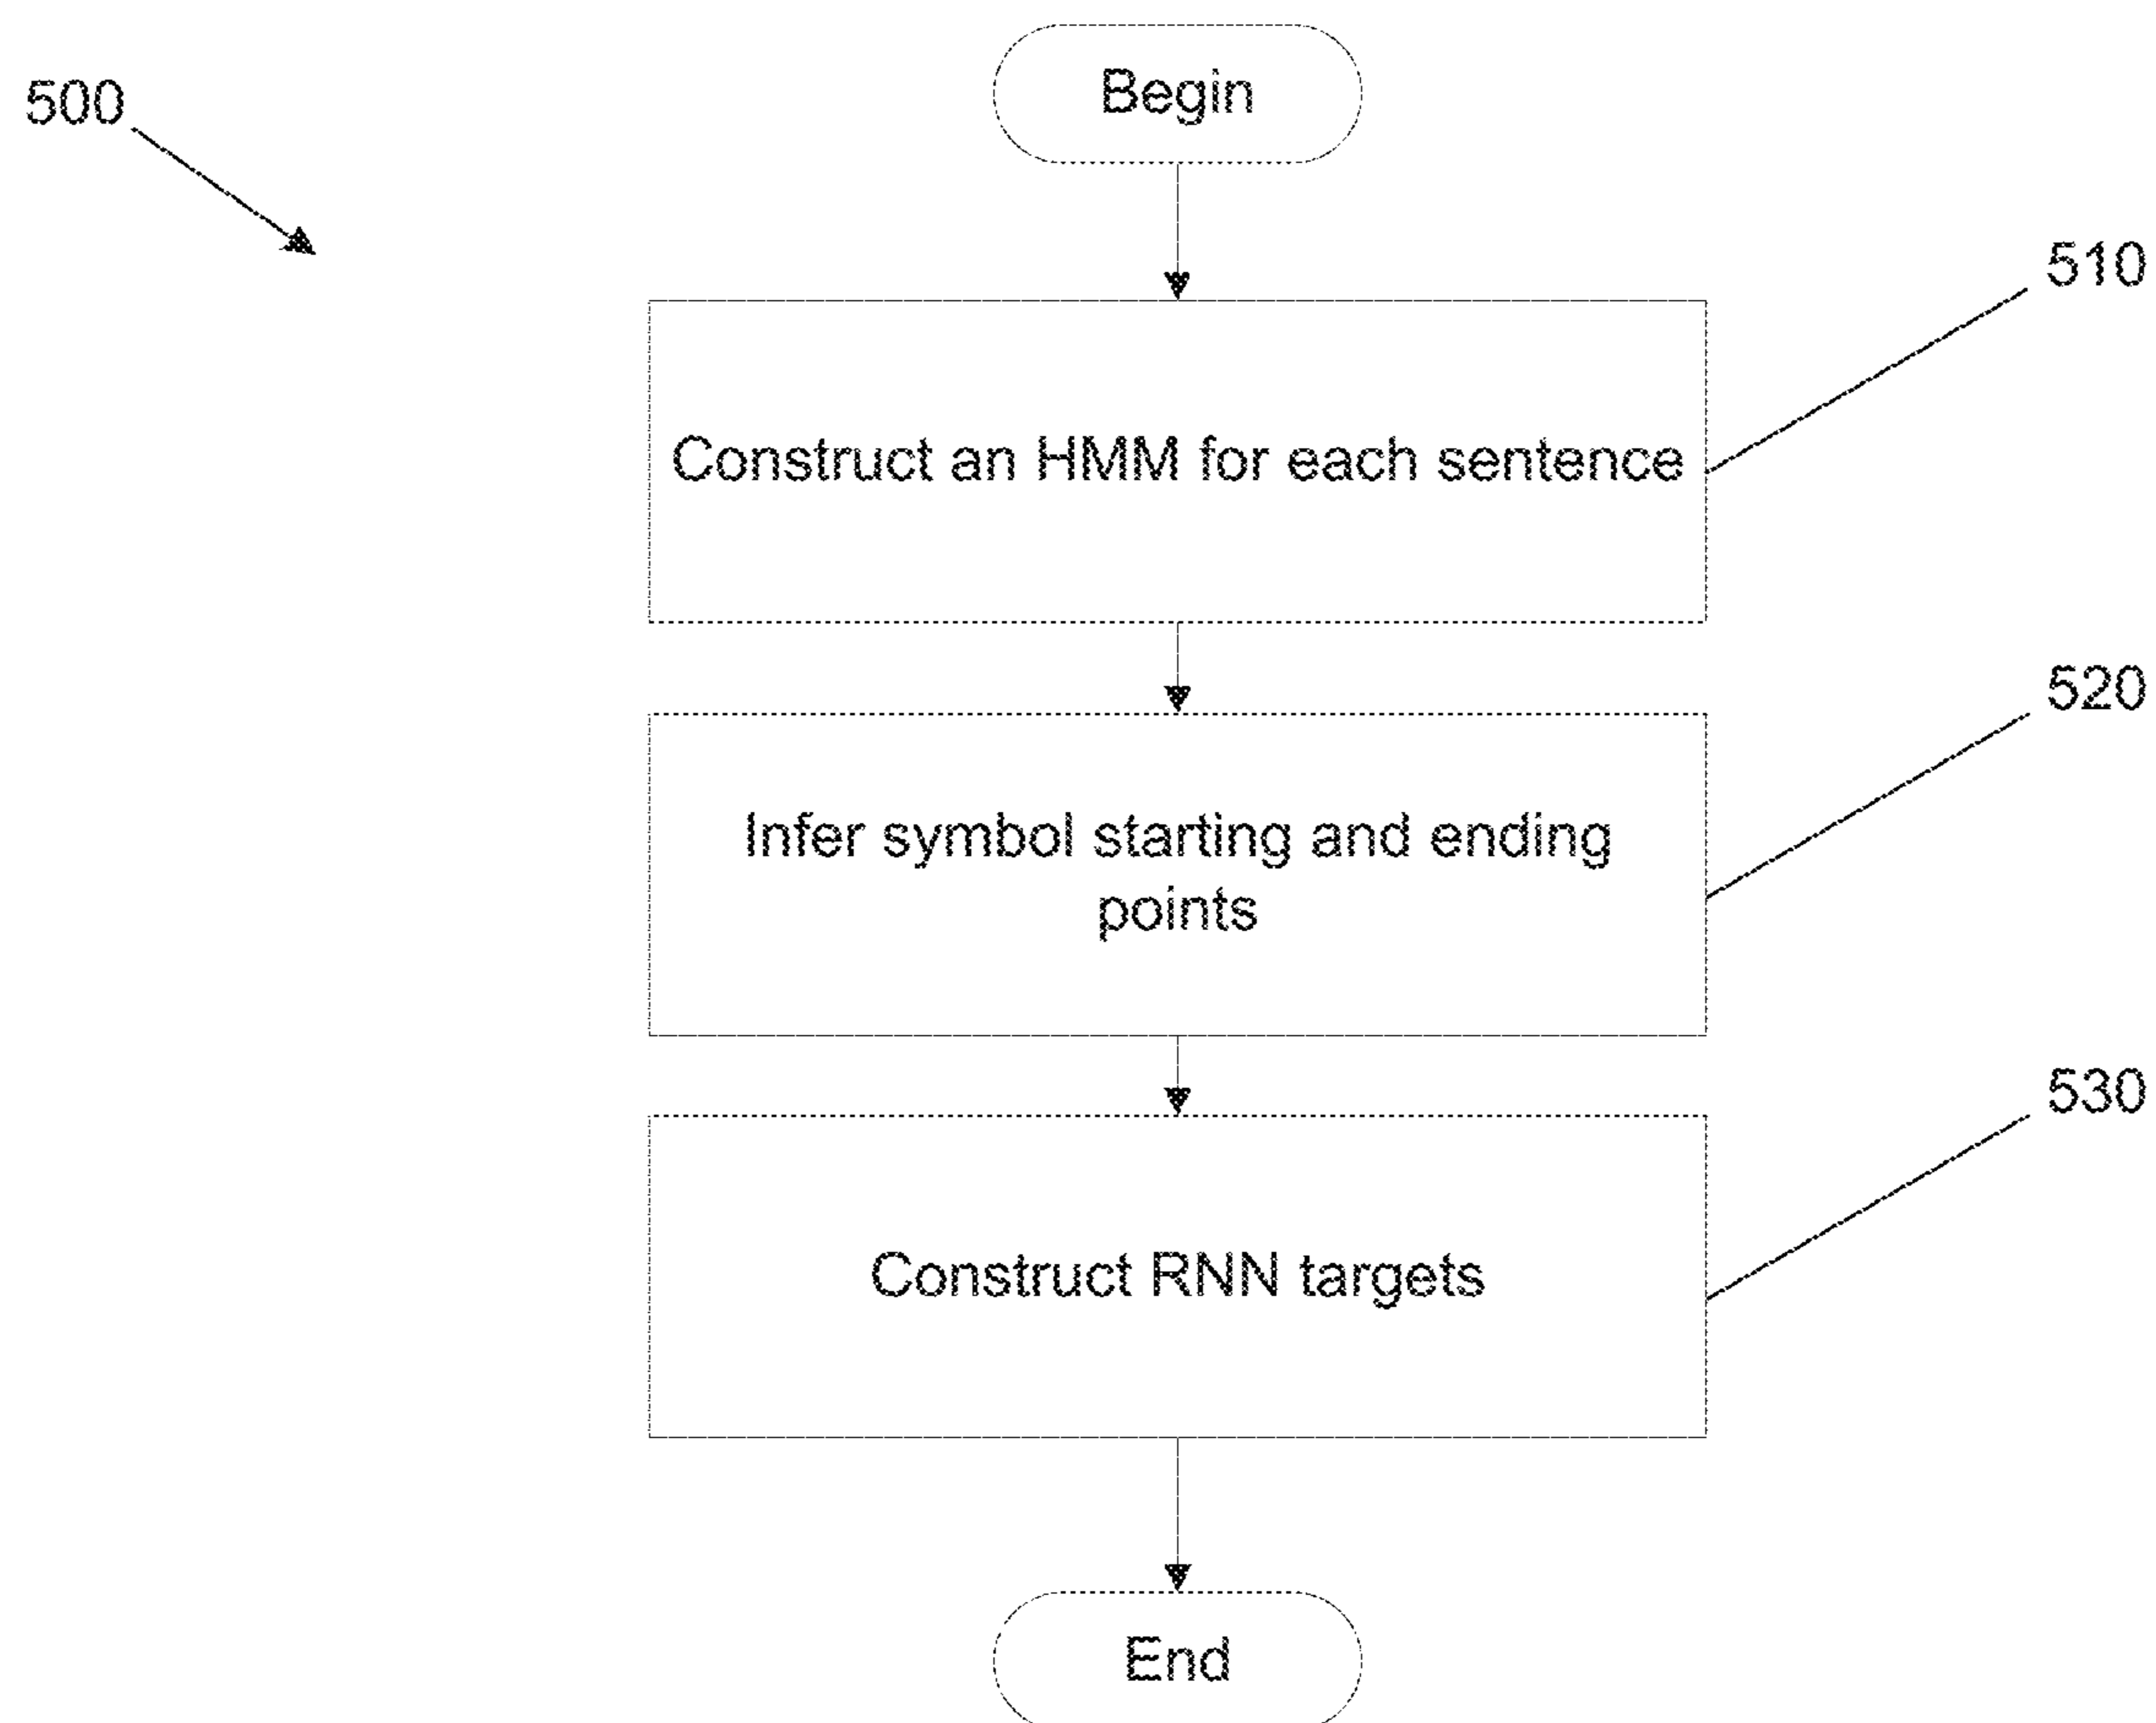 Begin
500
510
Construct an HMM for each sentence
520
Infer symbol starting and ending
points
530
Construct RNN targets
End